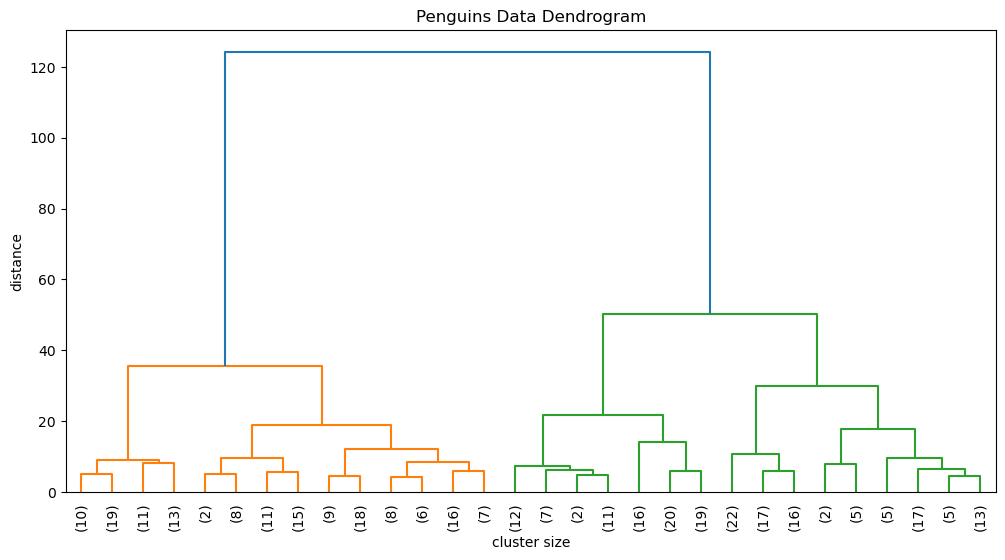 Penguins Data Dendrogram
120
100
80
60
40
20
0
distance
(10) (19) (11) (13) (2) (8) (11) (15) (9) (18) (8) (6) (16) (7) (12) (7) (2) (11) (16) (20) (19) (22) (17) (16) (2) (5) (5) (17) (5) (13)
cluster size